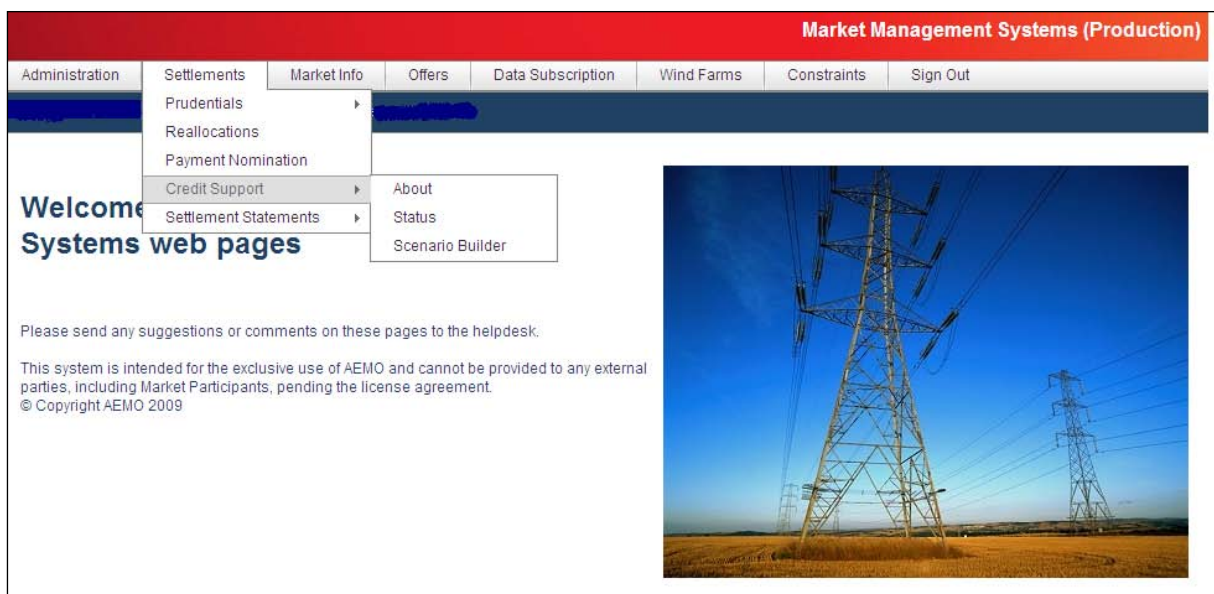 Market Management Systems (Production)
Administration Settlements Market Info Offers Data Subscription Wind Farms Constraints Sign Out
Prudentials
Reallocations
Payment Nomination
Credit Support
Settlement Statements
About
Status
Scenario Builder
Welcome
Systems web pages
Please send any suggestions or comments on these pages to the helpdesk.
This system is intended for the exclusive use of AEMO and cannot be provided to any external
parties, including Market Participants, pending the license agreement.
© Copyright AEMO 2009